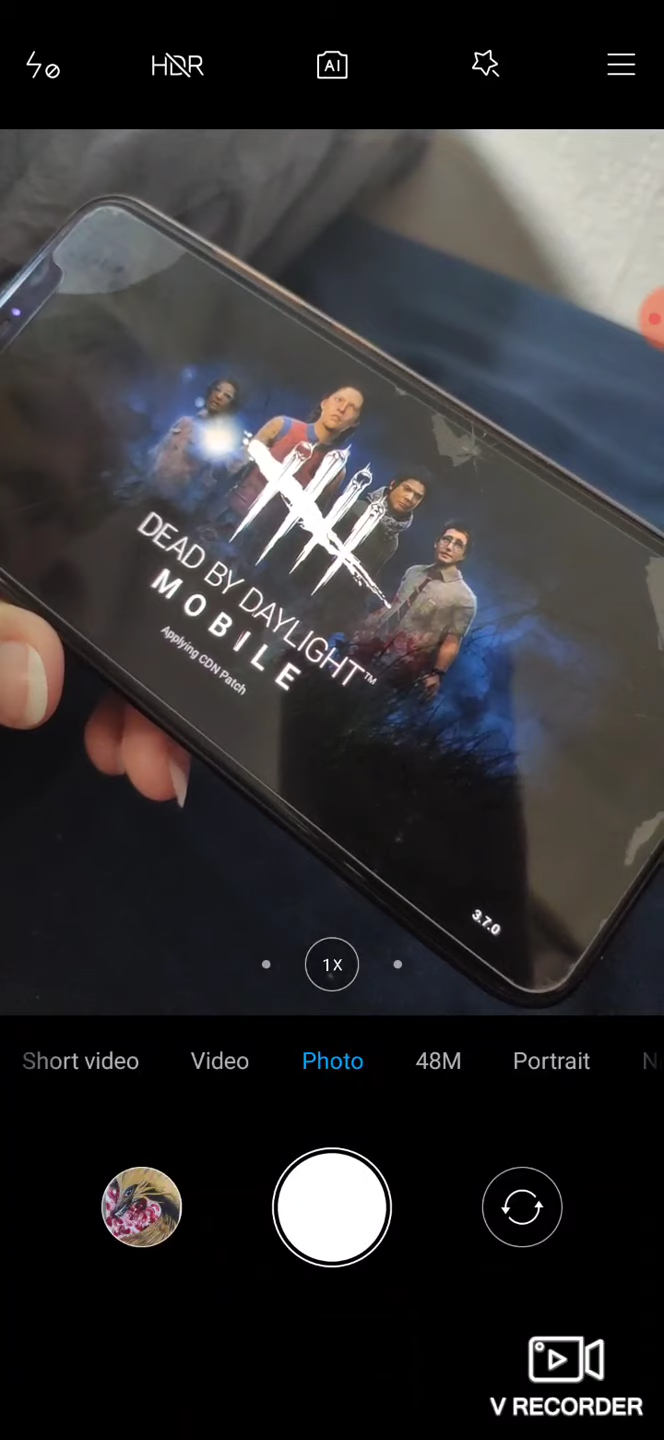 HDR
AI
DEAD BY DAYLIGHT™
MOBILE
Applying CDN Patch
3.7.0
1X
Short video Video Photo 48M Portrait N
V RECORDER